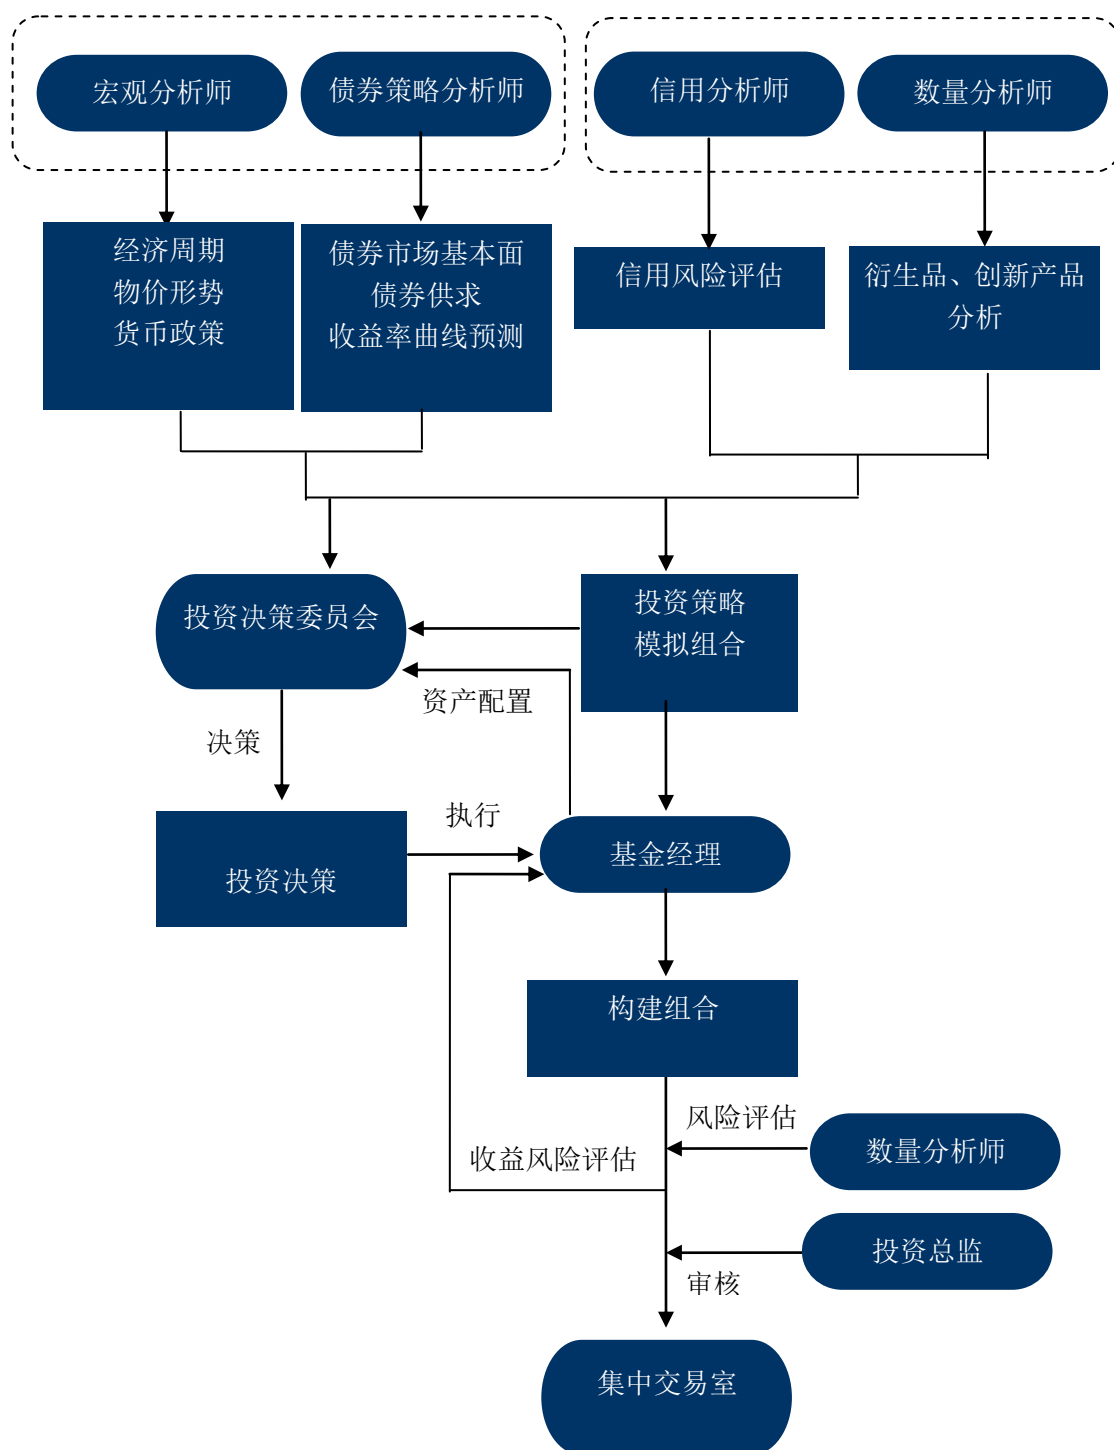 宏观分析师
债券策略分析师
信用分析师
数量分析师
经济周期
物价形势
货币政策
债券市场基本面
债券供求
收益率曲线预测
信用风险评估
衍生品、创新产品
分析
投资决策委员会
投资策略
模拟组合
资产配置
决策
执行
投资决策
基金经理
构建组合
风险评估
收益风险评估
数量分析师
投资总监
审核
集中交易室